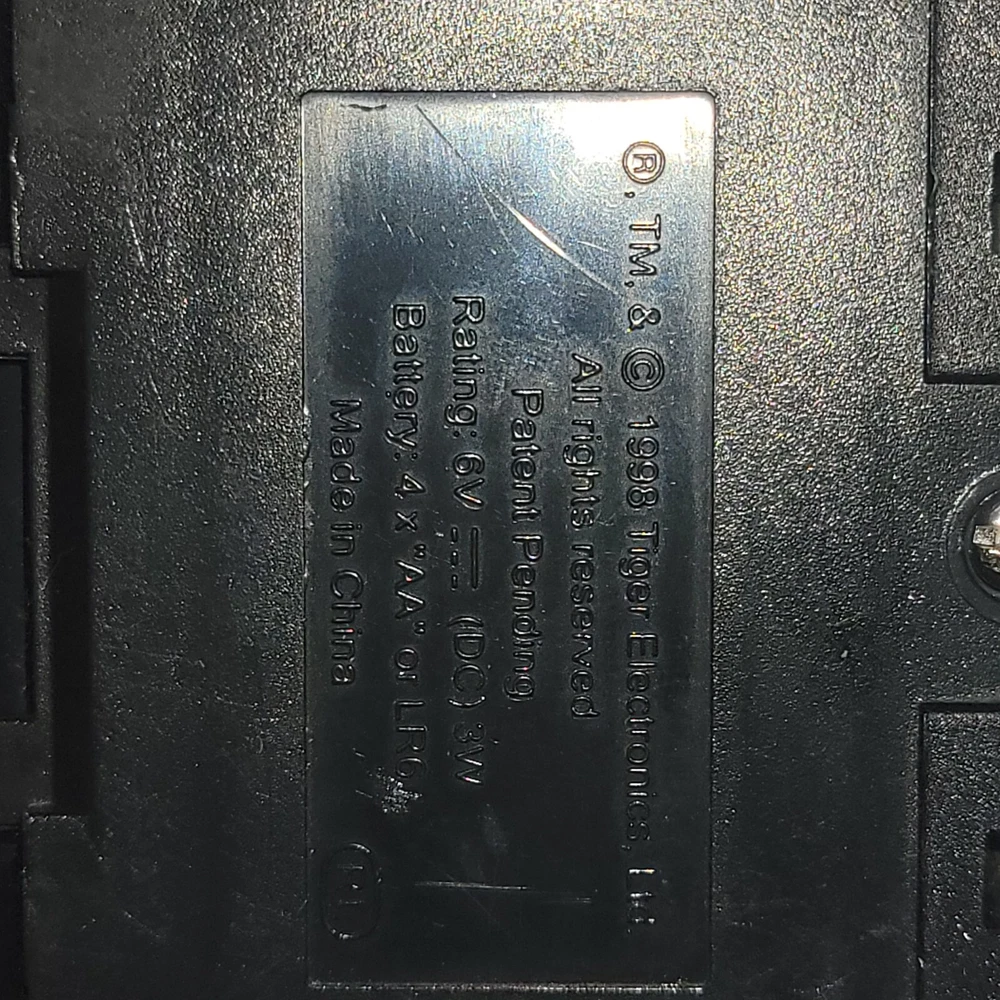 ®, TM, & © 1998 Tiger Electronics, Ltd
All rights reserved
Patent Pending
Rating: 6V ⎓ (DC) 3W
Battery: 4 x "AA" or LR6
Made in China